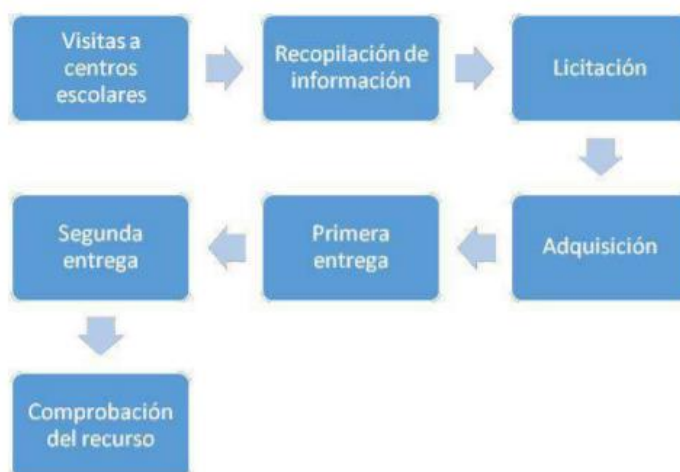 Visitas a
centros
escolares
Recopilación de
información
Licitación
Adquisición
Primera
entrega
Segunda
entrega
Comprobación
del recurso